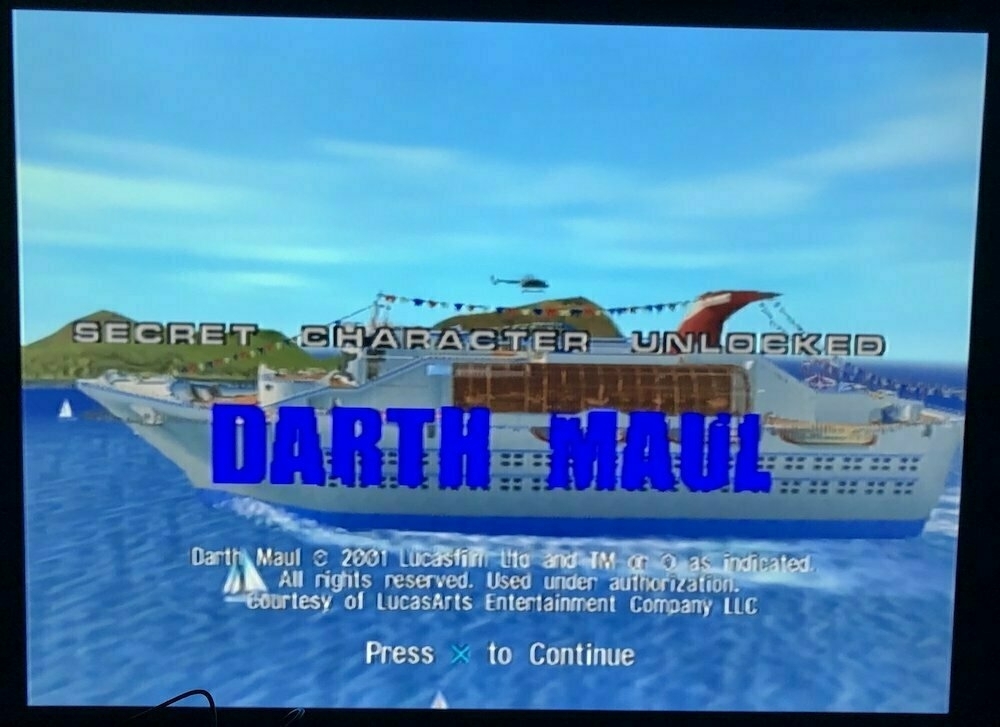 SECRET CHARACTER UNLOCKED
DARTH MAUL
Darth Maul © 2001 Lucasfilm Ltd and TM or ® as indicated.
All rights reserved. Used under authorization.
Courtesy of LucasArts Entertainment Company LLC
Press × to Continue